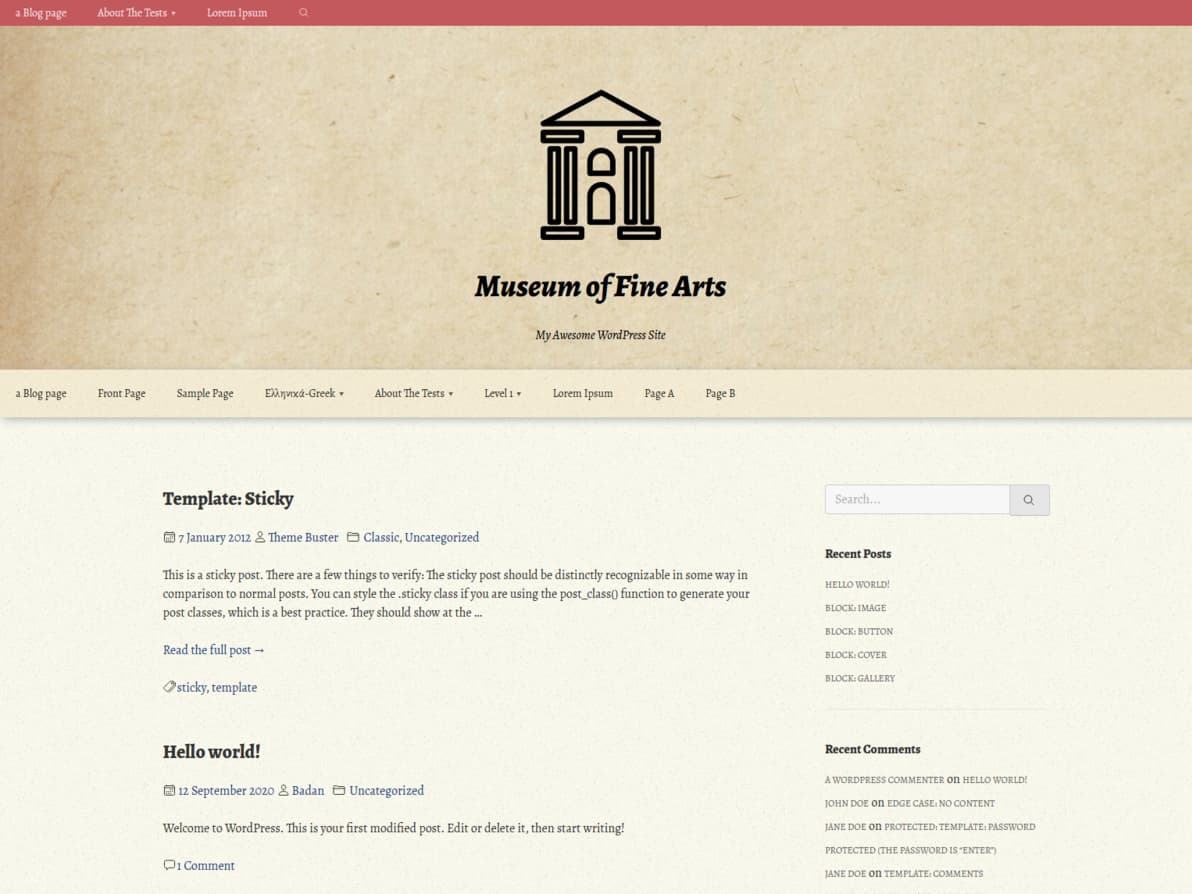 a Blog page About The Tests Lorem Ipsum
Museum of Fine Arts
My Awesome WordPress Site
a Blog page Front Page Sample Page Ελληνικά-Greek About The Tests Level 1 Lorem Ipsum Page A Page B
Template: Sticky
7 January 2012 Theme Buster Classic, Uncategorized
This is a sticky post. There are a few things to verify: The sticky post should be distinctly recognizable in some way in
comparison to normal posts. You can style the .sticky class if you are using the post_class() function to generate your
post classes, which is a best practice. They should show at the ...
Read the full post →
sticky, template
Hello world!
12 September 2020 Badan Uncategorized
Welcome to WordPress. This is your first modified post. Edit or delete it, then start writing!
1 Comment
Search...
Recent Posts
HELLO WORLD!
BLOCK: IMAGE
BLOCK: BUTTON
BLOCK: COVER
BLOCK: GALLERY
Recent Comments
A WORDPRESS COMMENTER on HELLO WORLD!
JOHN DOE on EDGE CASE: NO CONTENT
JANE DOE on PROTECTED: TEMPLATE: PASSWORD
PROTECTED (THE PASSWORD IS “ENTER”)
JANE DOE on TEMPLATE: COMMENTS